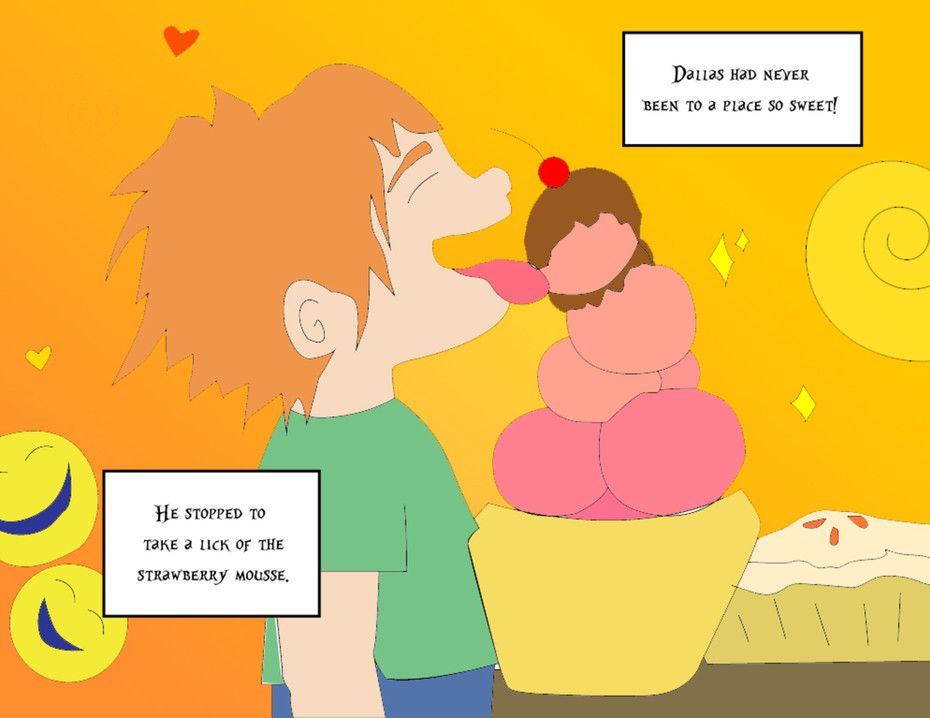 Dallas had never
been to a place so sweet!
He stopped to
take a lick of the
strawberry mousse.